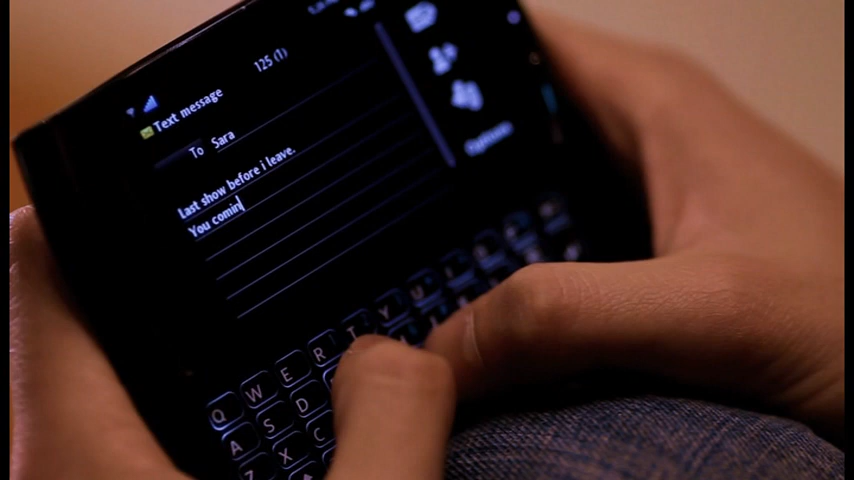 125 (1)
Text message
To Sara
Last show before i leave.
You comin
Options
Q W E R T Y U I
A S D
Z X C